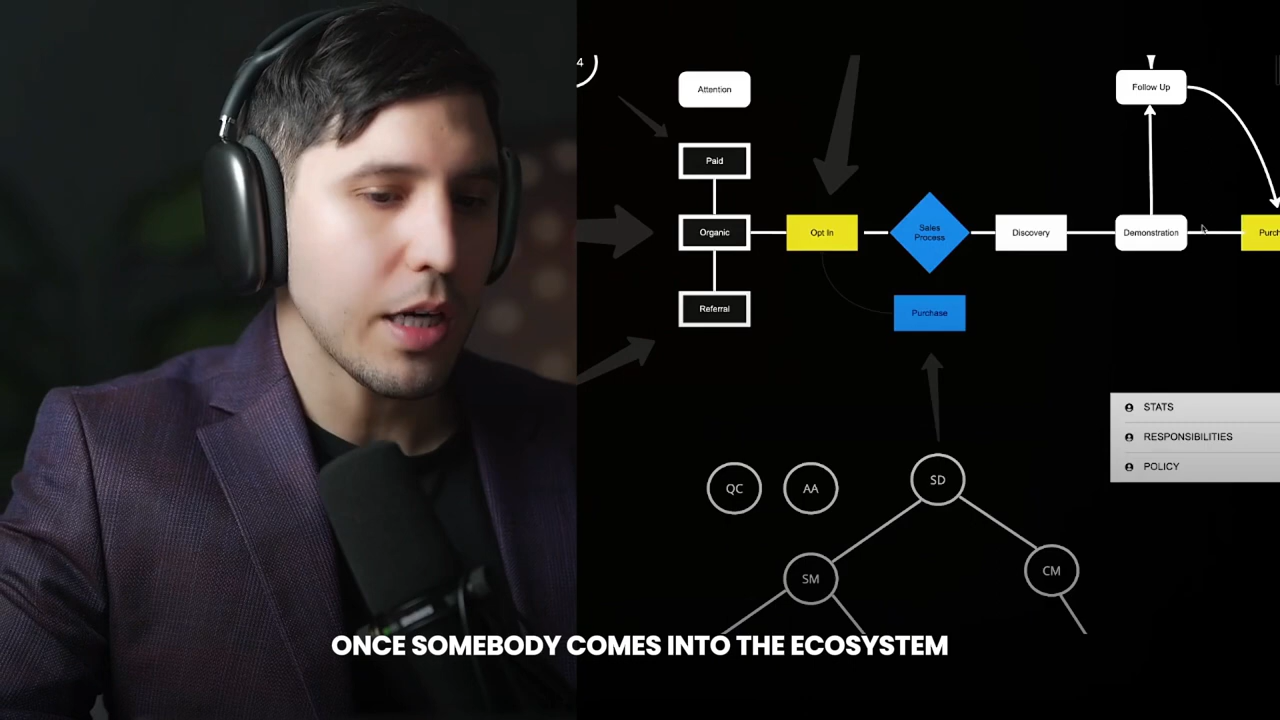 4
Attention
Follow Up
Paid
Organic
Opt In
Sales
Process
Discovery
Demonstration
Purch
Referral
Purchase
STATS
RESPONSIBILITIES
POLICY
QC
AA
SD
SM
CM
ONCE SOMEBODY COMES INTO THE ECOSYSTEM